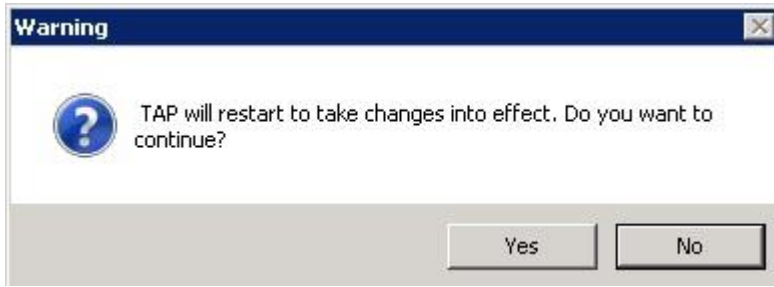 Warning
TAP will restart to take changes into effect. Do you want to
continue?
Yes
No